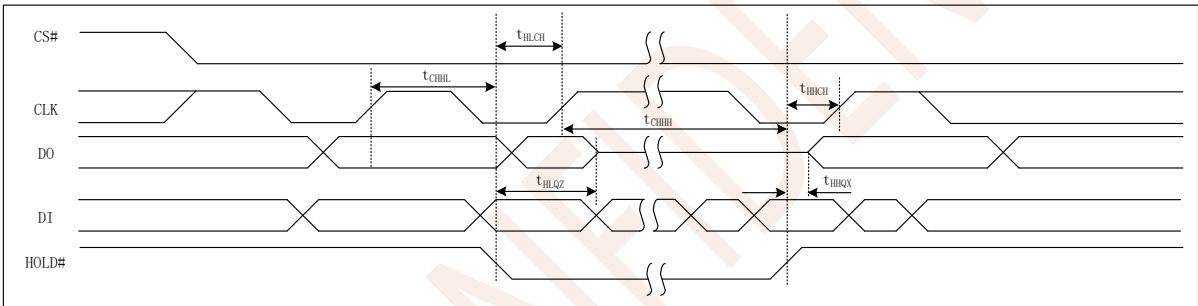 CS#
tHLCH
tCHHL
CLK
tHHCH
tCHHH
DO
tHLQZ
tHHQX
DI
HOLD#